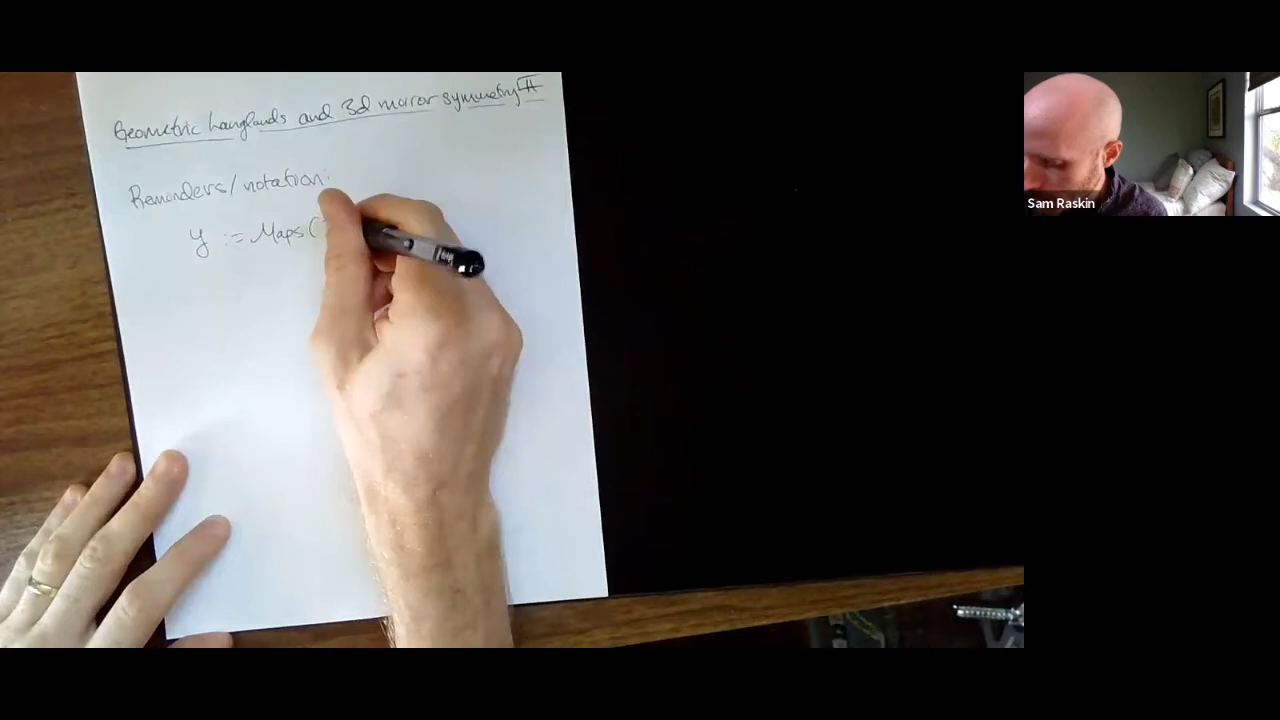 Geometric Langlands and 3d mirror symmetry II
Reminders/notation:
Y := Maps(
Sam Raskin